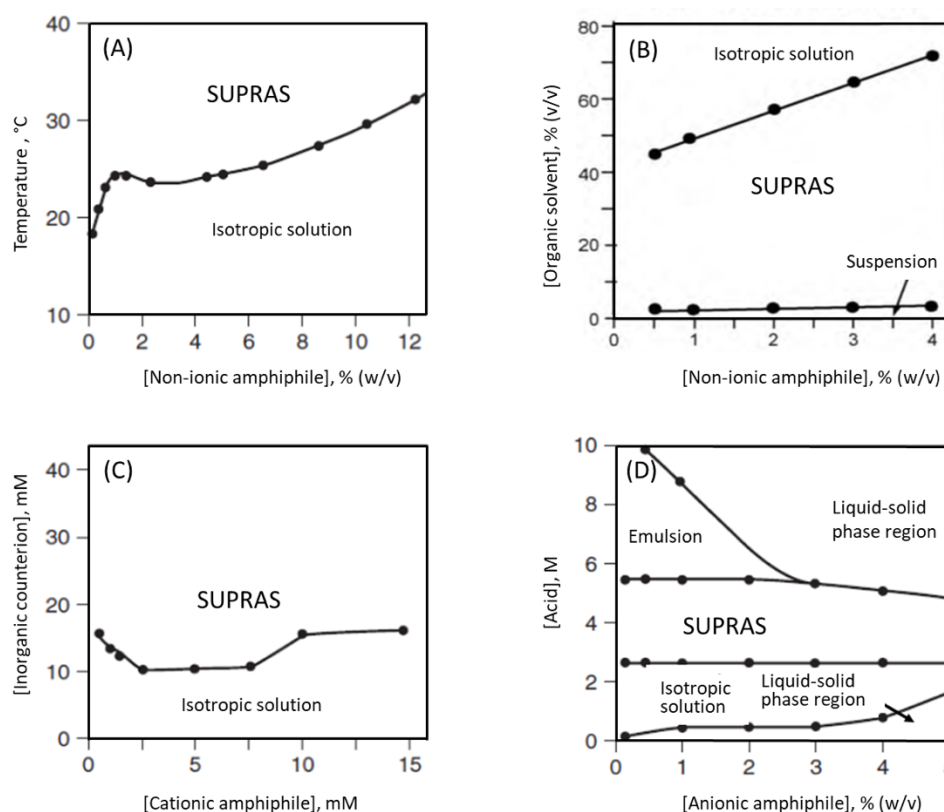 (A)
40
30
20
10
Temperature , °C
SUPRAS
Isotropic solution
0 2 4 6 8 10 12
[Non-ionic amphiphile], % (w/v)
(B)
80
60
40
20
0
[Organic solvent], % (v/v)
Isotropic solution
SUPRAS
Suspension
0 1 2 3 4
[Non-ionic amphiphile], % (w/v)
(C)
40
30
20
10
0
[Inorganic counterion], mM
SUPRAS
Isotropic solution
0 5 10 15
[Cationic amphiphile], mM
(D)
10
8
6
4
2
0
[Acid], M
Liquid-solid
phase region
Emulsion
SUPRAS
Isotropic
solution
Liquid-solid
phase region
0 1 2 3 4
[Anionic amphiphile], % (w/v)